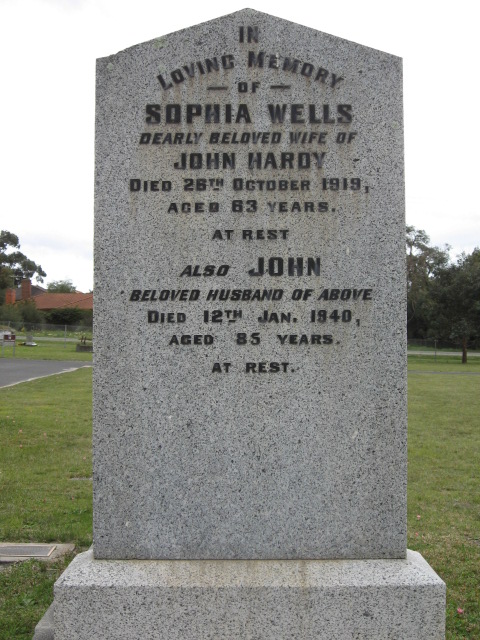 IN
LOVING MEMORY
— OF —
SOPHIA WELLS
DEARLY BELOVED WIFE OF
JOHN HARDY
DIED 26TH OCTOBER 1919,
AGED 63 YEARS.
AT REST
ALSO JOHN
BELOVED HUSBAND OF ABOVE
DIED 12TH JAN. 1940,
AGED 85 YEARS.
AT REST.